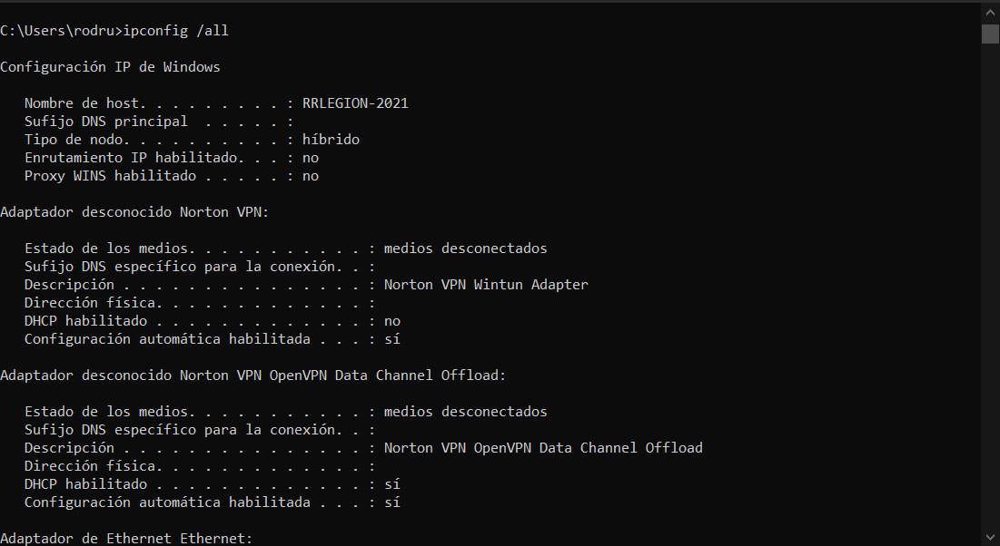 C:\Users\rodru>ipconfig /all
Configuración IP de Windows
Nombre de host. . . . . . . . . : RRLEGION-2021
Sufijo DNS principal  . . . . . :
Tipo de nodo. . . . . . . . . . : híbrido
Enrutamiento IP habilitado. . . : no
Proxy WINS habilitado . . . . . : no
Adaptador desconocido Norton VPN:
Estado de los medios. . . . . . . . . . . : medios desconectados
Sufijo DNS específico para la conexión. . :
Descripción . . . . . . . . . . . . . . . : Norton VPN Wintun Adapter
Dirección física. . . . . . . . . . . . . :
DHCP habilitado . . . . . . . . . . . . . : no
Configuración automática habilitada . . . : sí
Adaptador desconocido Norton VPN OpenVPN Data Channel Offload:
Estado de los medios. . . . . . . . . . . : medios desconectados
Sufijo DNS específico para la conexión. . :
Descripción . . . . . . . . . . . . . . . : Norton VPN OpenVPN Data Channel Offload
Dirección física. . . . . . . . . . . . . :
DHCP habilitado . . . . . . . . . . . . . : sí
Configuración automática habilitada . . . : sí
Adaptador de Ethernet Ethernet: